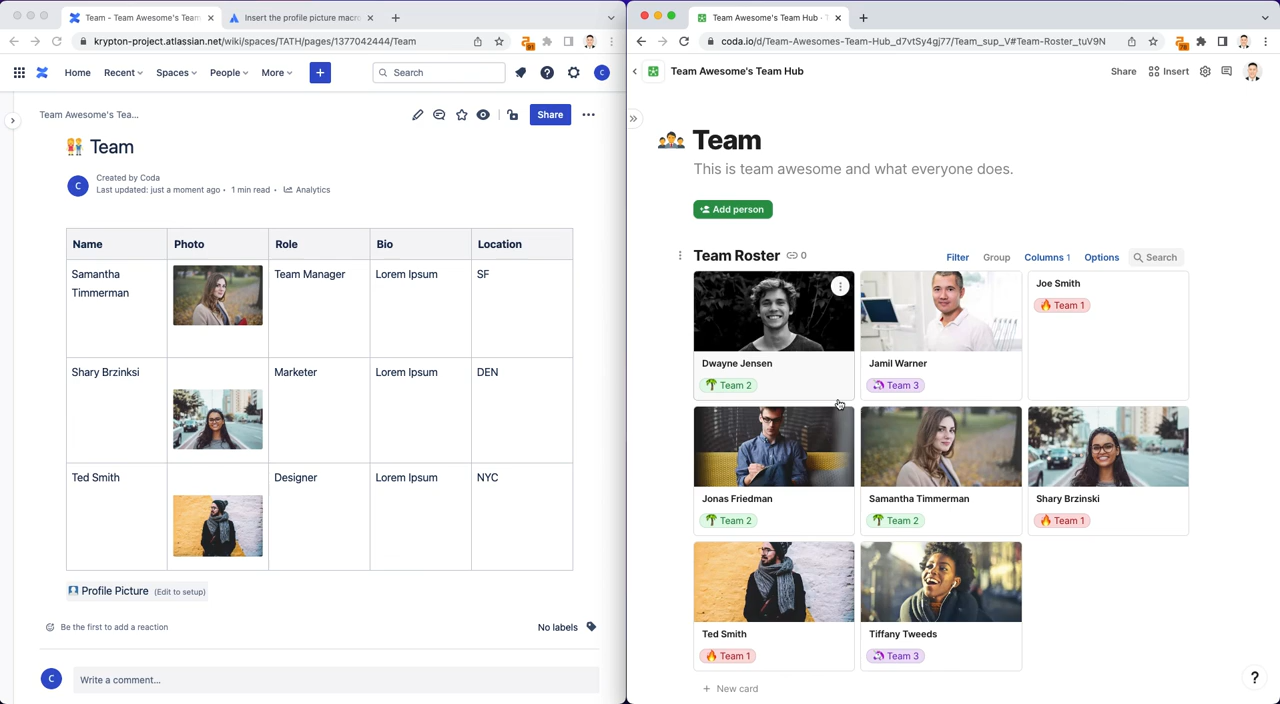 Team - Team Awesome's Team
Insert the profile picture macro
krypton-project.atlassian.net/wiki/spaces/TATH/pages/1377042444/Team
Home Recent Spaces People More + Search
C
Team Awesome's Tea...
Share
Team
C
Created by Coda
Last updated: just a moment ago • 1 min read • Analytics
Name Photo Role Bio Location
Samantha Timmerman Team Manager Lorem Ipsum SF
Shary Brzinksi Marketer Lorem Ipsum DEN
Ted Smith Designer Lorem Ipsum NYC
Profile Picture (Edit to setup)
Be the first to add a reaction
No labels
C
Write a comment...
Team Awesome's Team Hub · T
coda.io/d/Team-Awesomes-Team-Hub_d7vtSy4gj77/Team_sup_V#Team-Roster_tuV9N
Team Awesome's Team Hub
Share Insert
Team
This is team awesome and what everyone does.
Add person
Team Roster 0
Filter Group Columns 1 Options Search
Dwayne Jensen
Team 2
Jamil Warner
Team 3
Joe Smith
Team 1
Jonas Friedman
Team 2
Samantha Timmerman
Team 2
Shary Brzinski
Team 1
Ted Smith
Team 1
Tiffany Tweeds
Team 3
+ New card
?